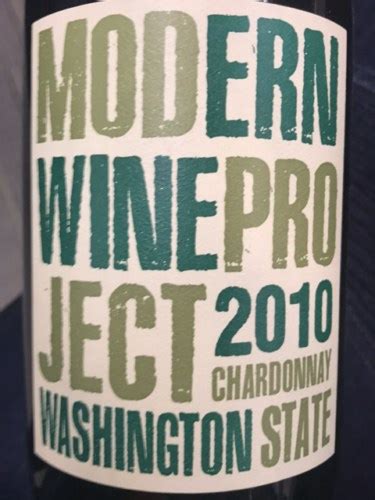 MODERN
WINEPRO
JECT 2010
CHARDONNAY
WASHINGTON STATE